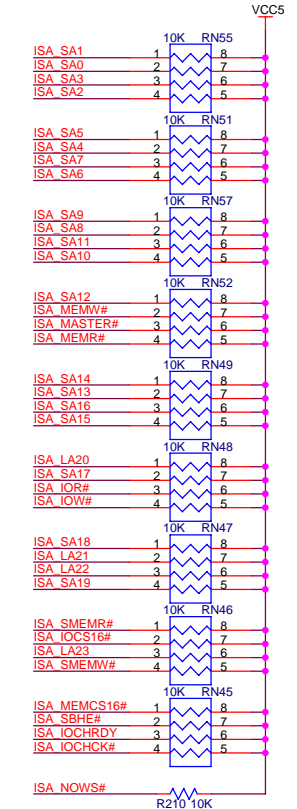 VCC5
10K RN55
ISA_SA1 1 8
ISA_SA0 2 7
ISA_SA3 3 6
ISA_SA2 4 5
10K RN51
ISA_SA5 1 8
ISA_SA4 2 7
ISA_SA7 3 6
ISA_SA6 4 5
10K RN57
ISA_SA9 1 8
ISA_SA8 2 7
ISA_SA11 3 6
ISA_SA10 4 5
10K RN52
ISA_SA12 1 8
ISA_MEMW# 2 7
ISA_MASTER# 3 6
ISA_MEMR# 4 5
10K RN49
ISA_SA14 1 8
ISA_SA13 2 7
ISA_SA16 3 6
ISA_SA15 4 5
10K RN48
ISA_LA20 1 8
ISA_SA17 2 7
ISA_IOR# 3 6
ISA_IOW# 4 5
10K RN47
ISA_SA18 1 8
ISA_LA21 2 7
ISA_LA22 3 6
ISA_SA19 4 5
10K RN46
ISA_SMEMR# 1 8
ISA_IOCS16# 2 7
ISA_LA23 3 6
ISA_SMEMW# 4 5
10K RN45
ISA_MEMCS16# 1 8
ISA_SBHE# 2 7
ISA_IOCHRDY 3 6
ISA_IOCHCK# 4 5
ISA_NOWS#
R210 10K